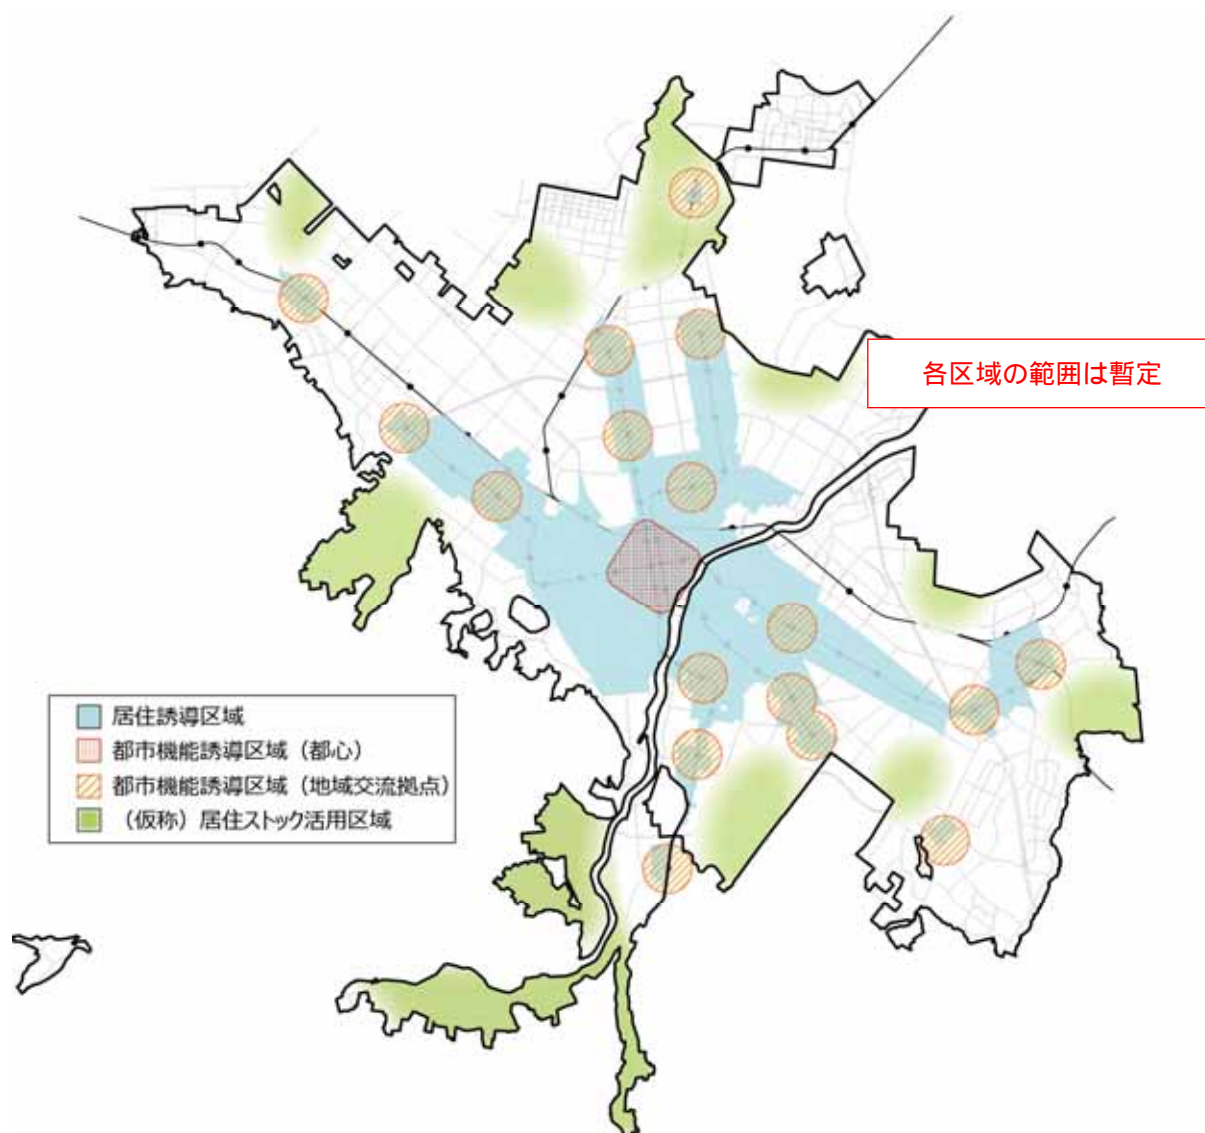 各区域の範囲は暫定
居住誘導区域
都市機能誘導区域（都心）
都市機能誘導区域（地域交流拠点）
（仮称）居住ストック活用区域